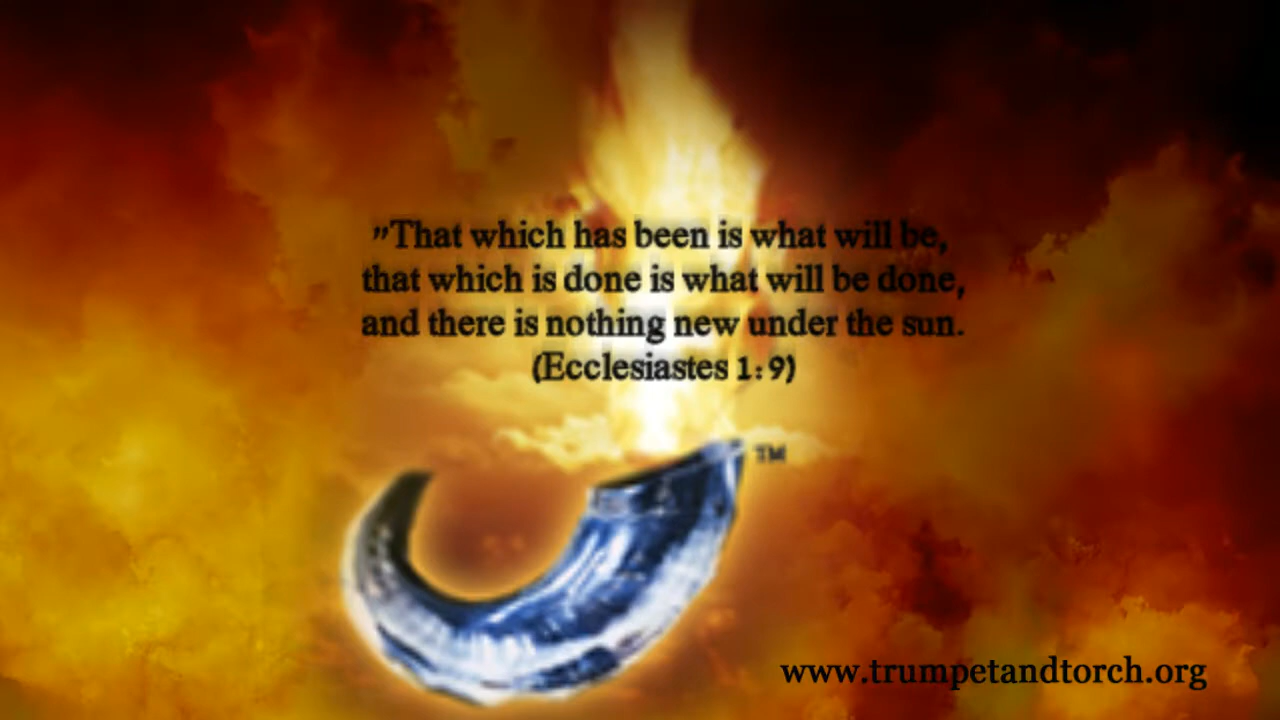 "That which has been is what will be,
that which is done is what will be done,
and there is nothing new under the sun.
(Ecclesiastes 1:9)
TM
www.trumpetandtorch.org